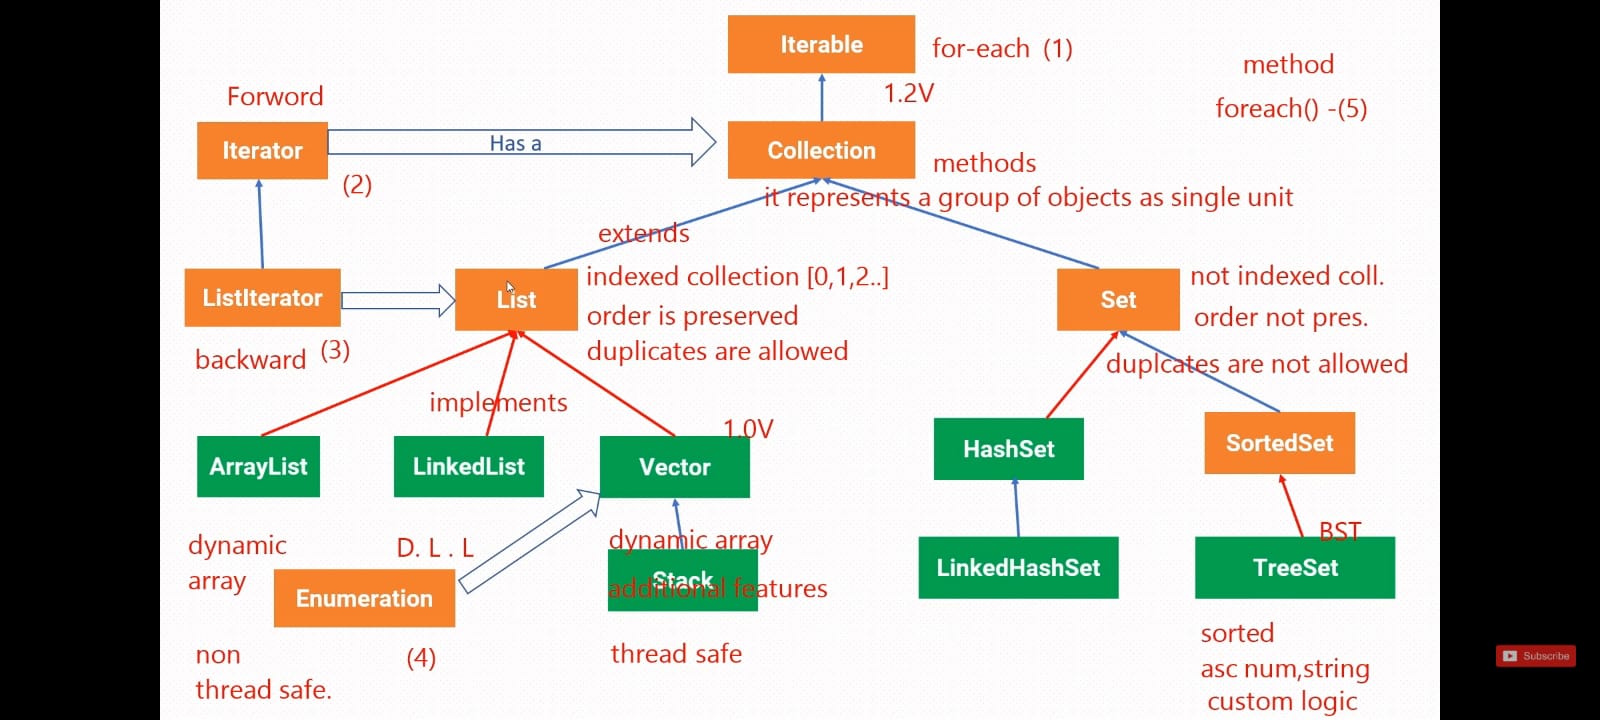 Iterable
for-each (1)
method
1.2V
foreach() -(5)
Forword
Iterator
Has a
Collection
(2)
methods
it represents a group of objects as single unit
extends
ListIterator
List
indexed collection [0,1,2..]
Set
not indexed coll.
order is preserved
order not pres.
backward (3)
duplicates are allowed
duplcates are not allowed
implements
1.0V
ArrayList
LinkedList
Vector
HashSet
SortedSet
BST
dynamic
array
D. L . L
dynamic array
Stack
additional features
LinkedHashSet
TreeSet
Enumeration
non
thread safe.
(4)
thread safe
sorted
asc num,string
custom logic
Subscribe